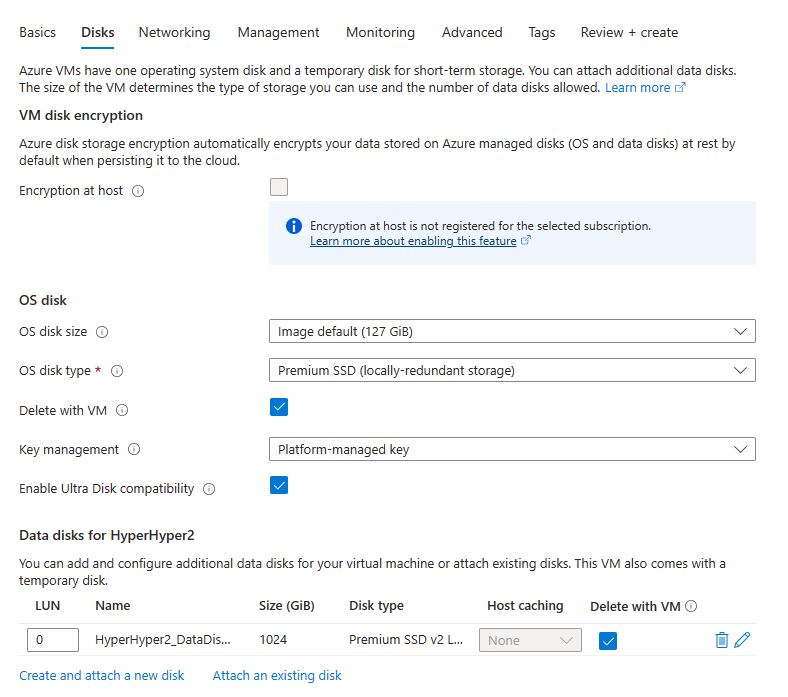 Basics Disks Networking Management Monitoring Advanced Tags Review + create
Azure VMs have one operating system disk and a temporary disk for short-term storage. You can attach additional data disks.
The size of the VM determines the type of storage you can use and the number of data disks allowed. Learn more
VM disk encryption
Azure disk storage encryption automatically encrypts your data stored on Azure managed disks (OS and data disks) at rest by
default when persisting it to the cloud.
Encryption at host
Encryption at host is not registered for the selected subscription.
Learn more about enabling this feature
OS disk
OS disk size Image default (127 GiB)
OS disk type * Premium SSD (locally-redundant storage)
Delete with VM
Key management Platform-managed key
Enable Ultra Disk compatibility
Data disks for HyperHyper2
You can add and configure additional data disks for your virtual machine or attach existing disks. This VM also comes with a
temporary disk.
LUN Name Size (GiB) Disk type Host caching Delete with VM
0 HyperHyper2_DataDis... 1024 Premium SSD v2 L... None
Create and attach a new disk Attach an existing disk